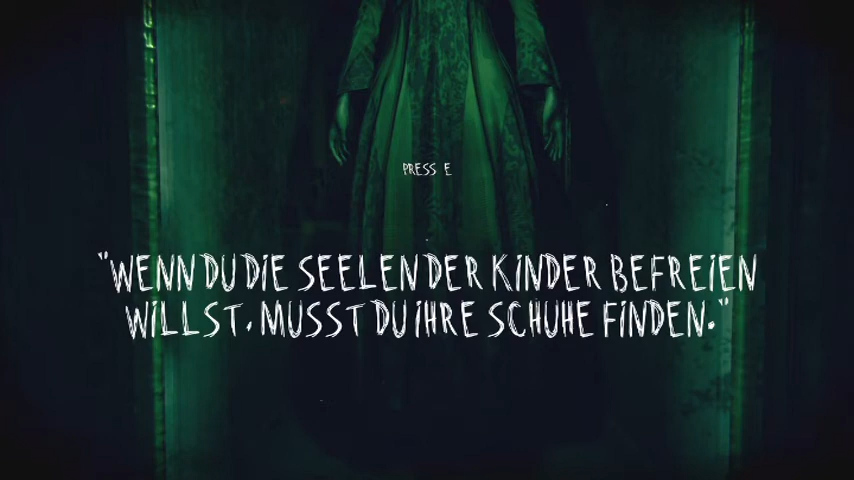 PRESS E
"WENN DU DIE SEELEN DER KINDER BEFREIEN
WILLST, MUSST DU IHRE SCHUHE FINDEN."